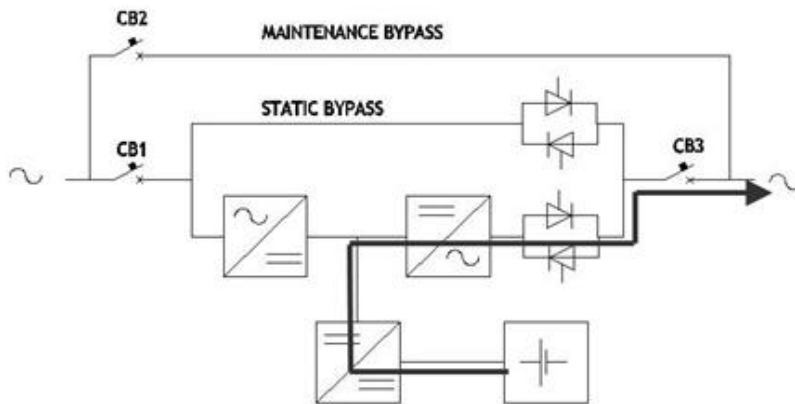 CB2
MAINTENANCE BYPASS
STATIC BYPASS
CB1
CB3